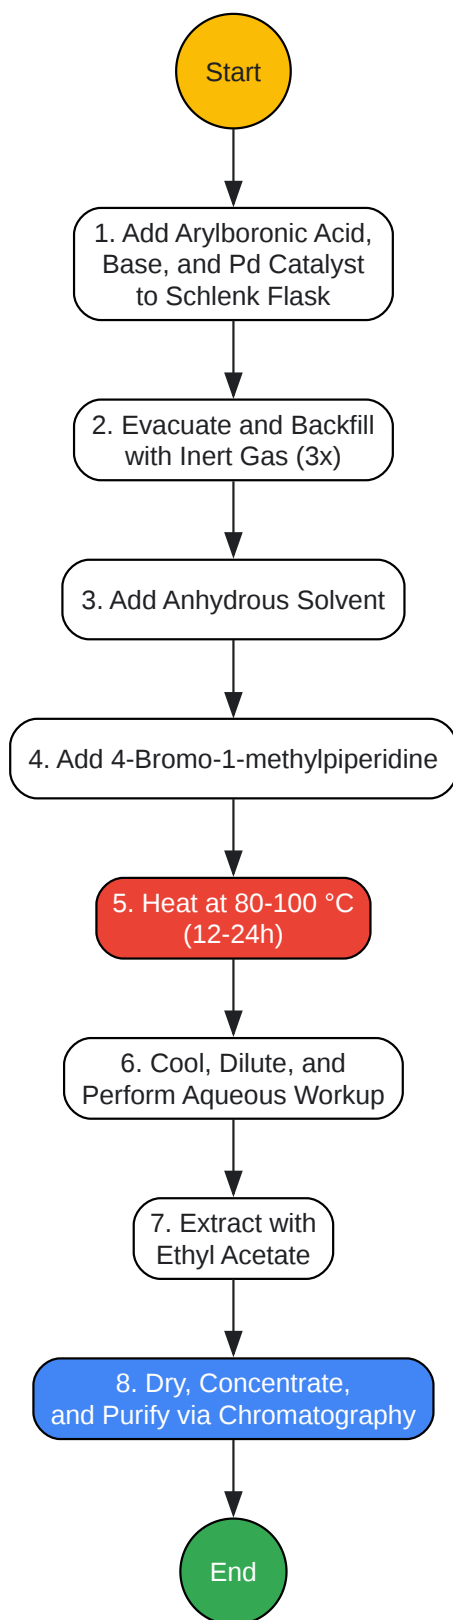 Start
1. Add Arylboronic Acid,
Base, and Pd Catalyst
to Schlenk Flask
2. Evacuate and Backfill
with Inert Gas (3x)
3. Add Anhydrous Solvent
4. Add 4-Bromo-1-methylpiperidine
5. Heat at 80-100 °C
(12-24h)
6. Cool, Dilute, and
Perform Aqueous Workup
7. Extract with
Ethyl Acetate
8. Dry, Concentrate,
and Purify via Chromatography
End